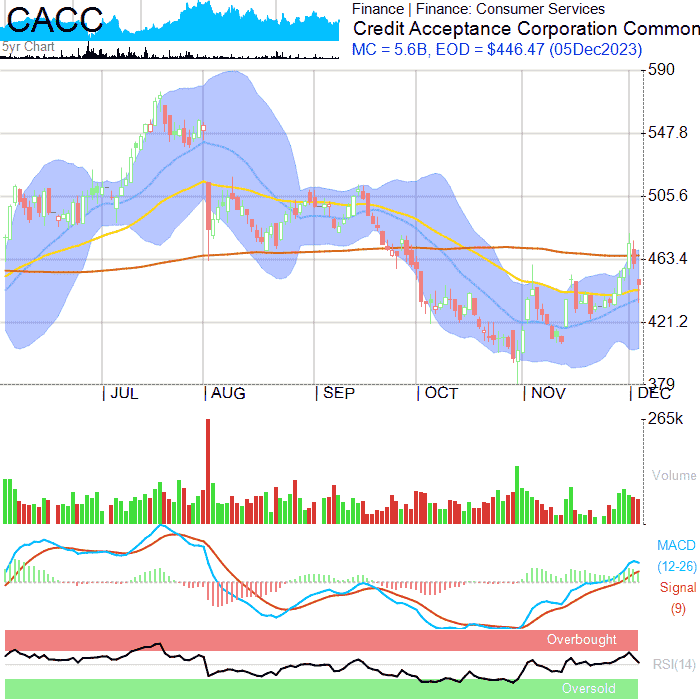 CACC
5yr Chart
Finance | Finance: Consumer Services
Credit Acceptance Corporation Common
MC = 5.6B, EOD = $446.47 (05Dec2023)
590
547.8
505.6
463.4
421.2
379
JUL AUG SEP OCT NOV DEC
265k
Volume
MACD
(12-26)
Signal
(9)
Overbought
RSI(14)
Oversold